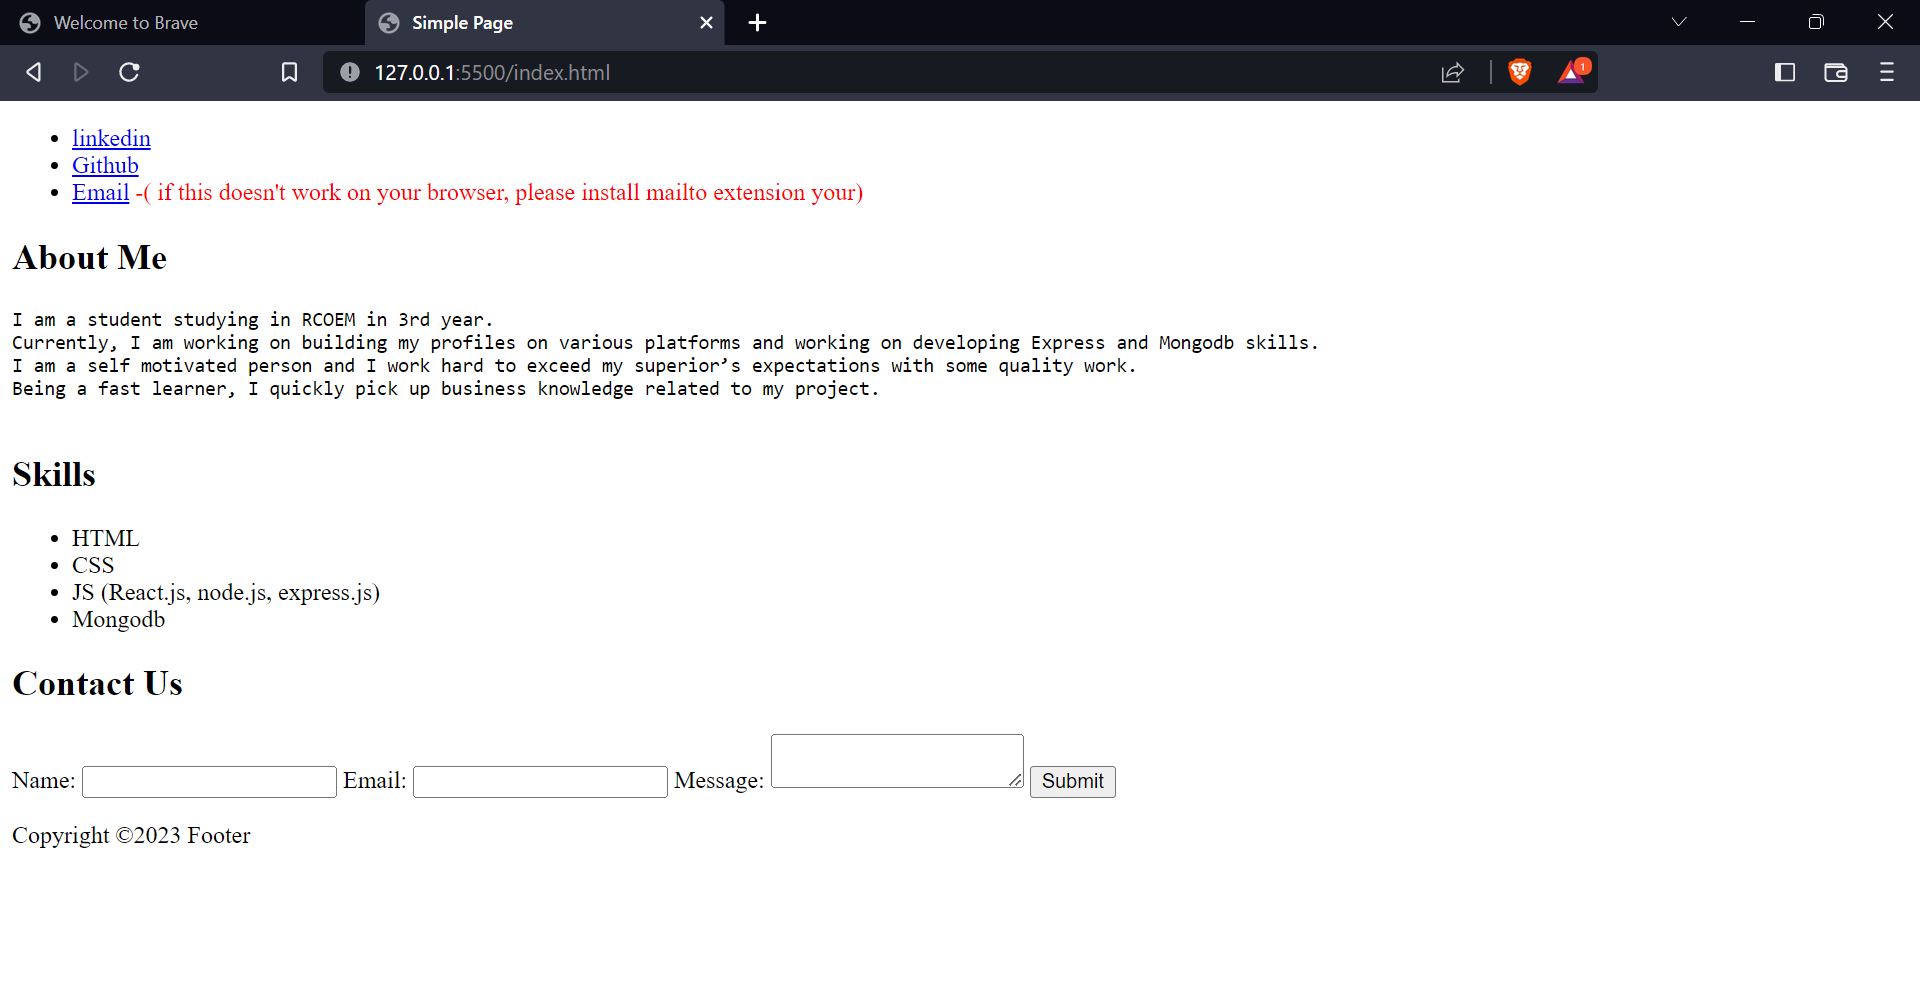 Welcome to Brave
Simple Page
127.0.0.1:5500/index.html
1
linkedin
Github
Email -( if this doesn't work on your browser, please install mailto extension your)
About Me
I am a student studying in RCOEM in 3rd year.
Currently, I am working on building my profiles on various platforms and working on developing Express and Mongodb skills.
I am a self motivated person and I work hard to exceed my superior’s expectations with some quality work.
Being a fast learner, I quickly pick up business knowledge related to my project.
Skills
HTML
CSS
JS (React.js, node.js, express.js)
Mongodb
Contact Us
Name: Email: Message: Submit
Copyright ©2023 Footer